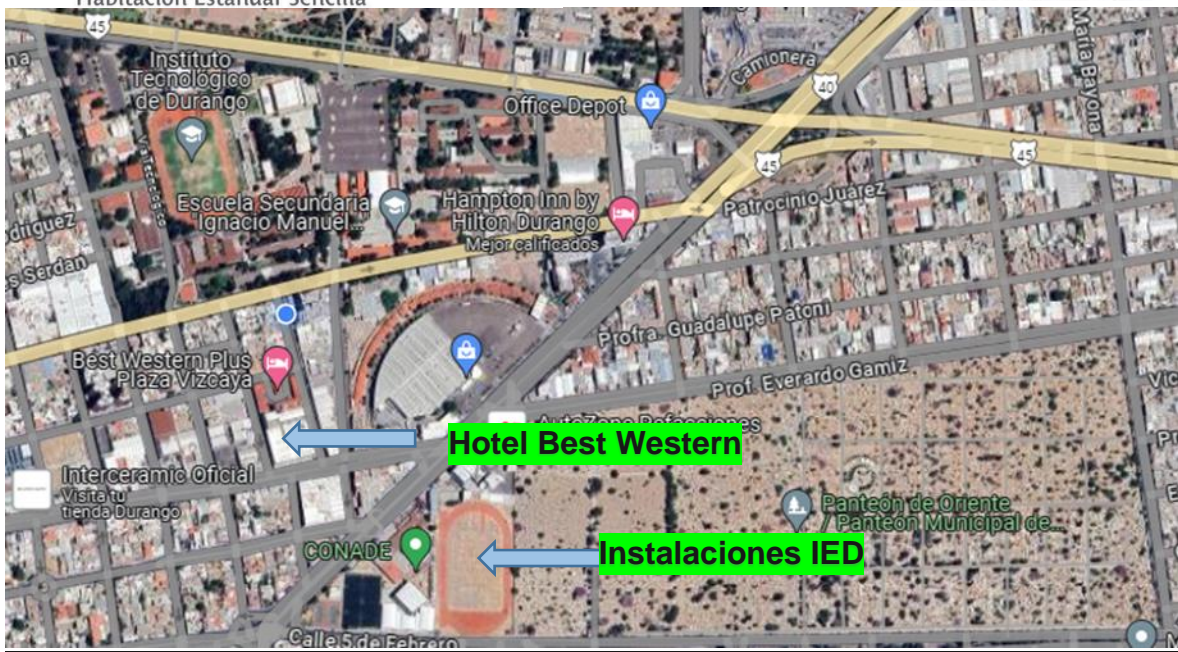 Habitación Estándar Sencilla
45
Instituto
Tecnológico
de Durango
Office Depot
Camionera
40
María Bayona
45
45
Escuela Secundaria
"Ignacio Manuel...
Hampton Inn by
Hilton Durango
Mejor calificados
Patrocinio Juárez
Profra. Guadalupe Patoni
Best Western Plus
Plaza Vizcaya
Prof. Everardo Gamiz
AutoZone Refacciones
Hotel Best Western
Interceramic Oficial
Visita tu
tienda Durango
Panteón de Oriente
/ Panteón Municipal de...
CONADE
Instalaciones IED
Calle 5 de Febrero